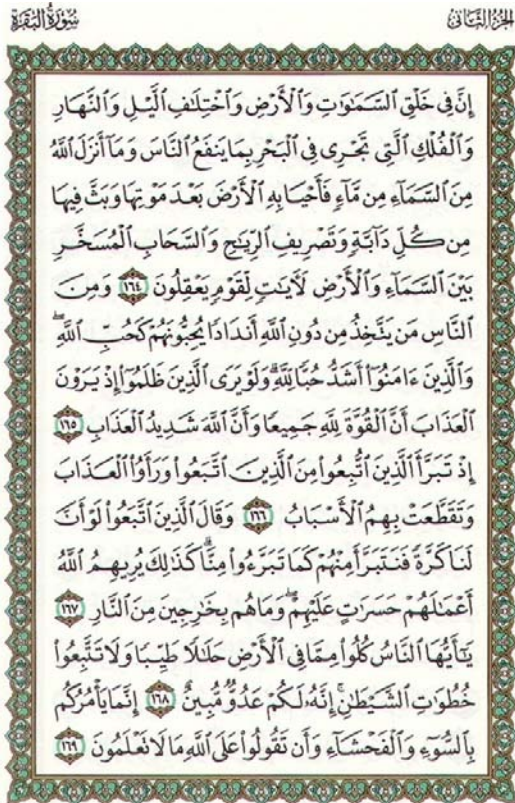 الجزء الثاني
سورة البقرة
إِنَّ فِى خَلْقِ ٱلسَّمَـٰوَٰتِ وَٱلْأَرْضِ وَٱخْتِلَـٰفِ ٱلَّيْلِ وَٱلنَّهَارِ
وَٱلْفُلْكِ ٱلَّتِى تَجْرِى فِى ٱلْبَحْرِ بِمَا يَنفَعُ ٱلنَّاسَ وَمَآ أَنزَلَ ٱللَّهُ
مِنَ ٱلسَّمَآءِ مِن مَّآءٍ فَأَحْيَا بِهِ ٱلْأَرْضَ بَعْدَ مَوْتِهَا وَبَثَّ فِيهَا
مِن كُلِّ دَآبَّةٍ وَتَصْرِيفِ ٱلرِّيَـٰحِ وَٱلسَّحَابِ ٱلْمُسَخَّرِ
بَيْنَ ٱلسَّمَآءِ وَٱلْأَرْضِ لَـَٔايَـٰتٍ لِّقَوْمٍ يَعْقِلُونَ ١٦٤ وَمِنَ
ٱلنَّاسِ مَن يَتَّخِذُ مِن دُونِ ٱللَّهِ أَندَادًا يُحِبُّونَهُمْ كَحُبِّ ٱللَّهِ ۖ
وَٱلَّذِينَ ءَامَنُوٓا۟ أَشَدُّ حُبًّا لِّلَّهِ ۗ وَلَوْ يَرَى ٱلَّذِينَ ظَلَمُوٓا۟ إِذْ يَرَوْنَ
ٱلْعَذَابَ أَنَّ ٱلْقُوَّةَ لِلَّهِ جَمِيعًا وَأَنَّ ٱللَّهَ شَدِيدُ ٱلْعَذَابِ ١٦٥
إِذْ تَبَرَّأَ ٱلَّذِينَ ٱتُّبِعُوا۟ مِنَ ٱلَّذِينَ ٱتَّبَعُوا۟ وَرَأَوُا۟ ٱلْعَذَابَ
وَتَقَطَّعَتْ بِهِمُ ٱلْأَسْبَابُ ١٦٦ وَقَالَ ٱلَّذِينَ ٱتَّبَعُوا۟ لَوْ أَنَّ
لَنَا كَرَّةً فَنَتَبَرَّأَ مِنْهُمْ كَمَا تَبَرَّءُوا۟ مِنَّا ۗ كَذَٰلِكَ يُرِيهِمُ ٱللَّهُ
أَعْمَـٰلَهُمْ حَسَرَٰتٍ عَلَيْهِمْ ۖ وَمَا هُم بِخَـٰرِجِينَ مِنَ ٱلنَّارِ ١٦٧
يَـٰٓأَيُّهَا ٱلنَّاسُ كُلُوا۟ مِمَّا فِى ٱلْأَرْضِ حَلَـٰلًا طَيِّبًا وَلَا تَتَّبِعُوا۟
خُطُوَٰتِ ٱلشَّيْطَـٰنِ ۚ إِنَّهُۥ لَكُمْ عَدُوٌّ مُّبِينٌ ١٦٨ إِنَّمَا يَأْمُرُكُم
بِٱلسُّوٓءِ وَٱلْفَحْشَآءِ وَأَن تَقُولُوا۟ عَلَى ٱللَّهِ مَا لَا تَعْلَمُونَ ١٦٩